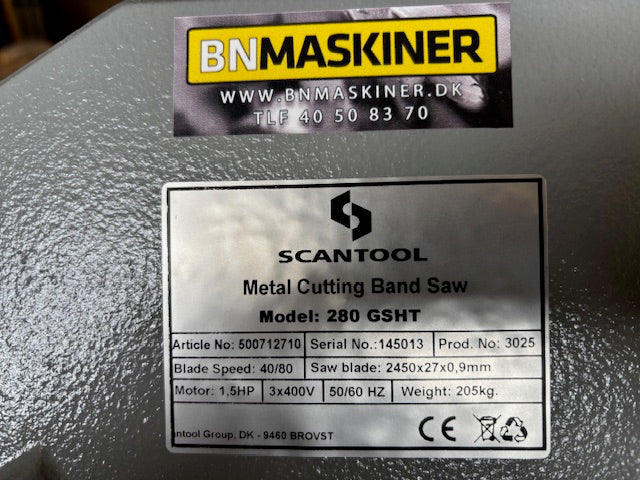 BNMASKINER
WWW.BNMASKINER.DK
TLF 40 50 83 70
SCANTOOL
Metal Cutting Band Saw
Model: 280 GSHT
Article No: 500712710 Serial No.:145013 Prod. No: 3025
Blade Speed: 40/80 Saw blade: 2450x27x0,9mm
Motor: 1,5HP 3x400V 50/60 HZ Weight: 205kg.
antool Group, DK - 9460 BROVST CE